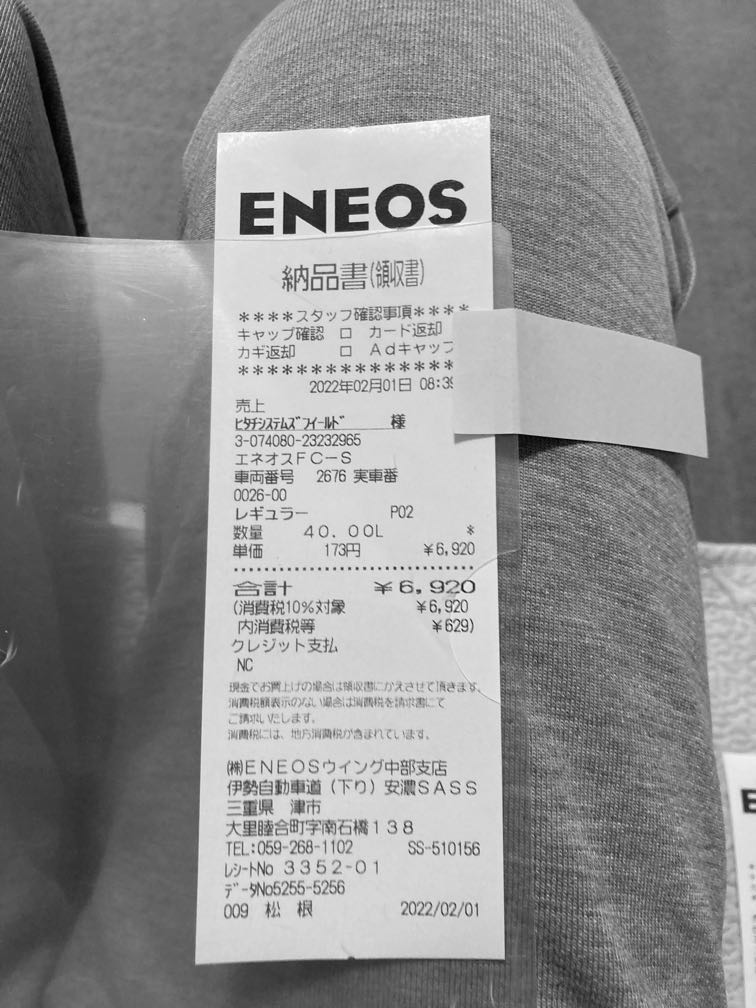 ENEOS
納品書(領収書)
****スタッフ確認事項****
キャップ確認 □ カード返却
カギ返却 □ Adキャップ
****************
2022年02月01日 08:39
売上
ﾋﾀﾁｼｽﾃﾑｽﾞﾌｨｰﾙﾄﾞ 様
3-074080-23232965
エネオスFC-S
車両番号 2676 実車番
0026-00
レギュラー P02
数量 40.00L *
単価 173円 ¥6,920
合計 ¥6,920
(消費税10%対象 ¥6,920
内消費税等 ¥629)
クレジット支払
NC
現金でお買上げの場合は領収書にかえさせて頂きます。
消費税額表示のない場合は消費税を請求書にて
ご請求いたします。
消費税には、地方消費税が含まれています。
㈱ENEOSウイング中部支店
伊勢自動車道(下り)安濃SASS
三重県 津市
大里睦合町字南石橋138
TEL:059-268-1102 SS-510156
ﾚｼｰﾄNo 3352-01
ﾃﾞｰﾀNo5255-5256
009 松 根 2022/02/01